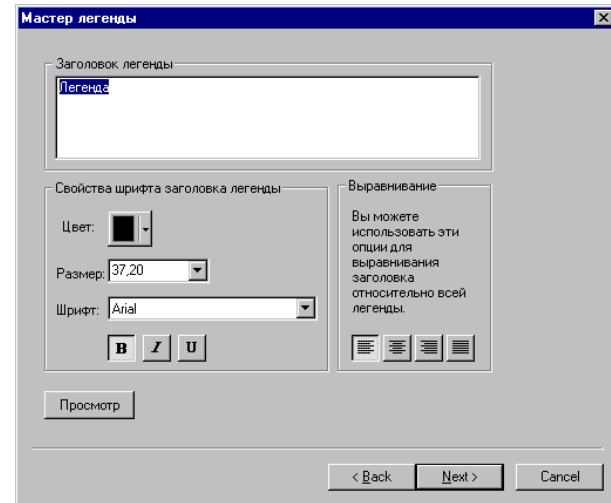 Мастер легенды
Заголовок легенды
Легенда
Свойства шрифта заголовка легенды
Цвет:
Размер: 37,20
Шрифт: Arial
B I U
Выравнивание
Вы можете
использовать эти
опции для
выравнивания
заголовка
относительно всей
легенды.
Просмотр
< Back Next > Cancel